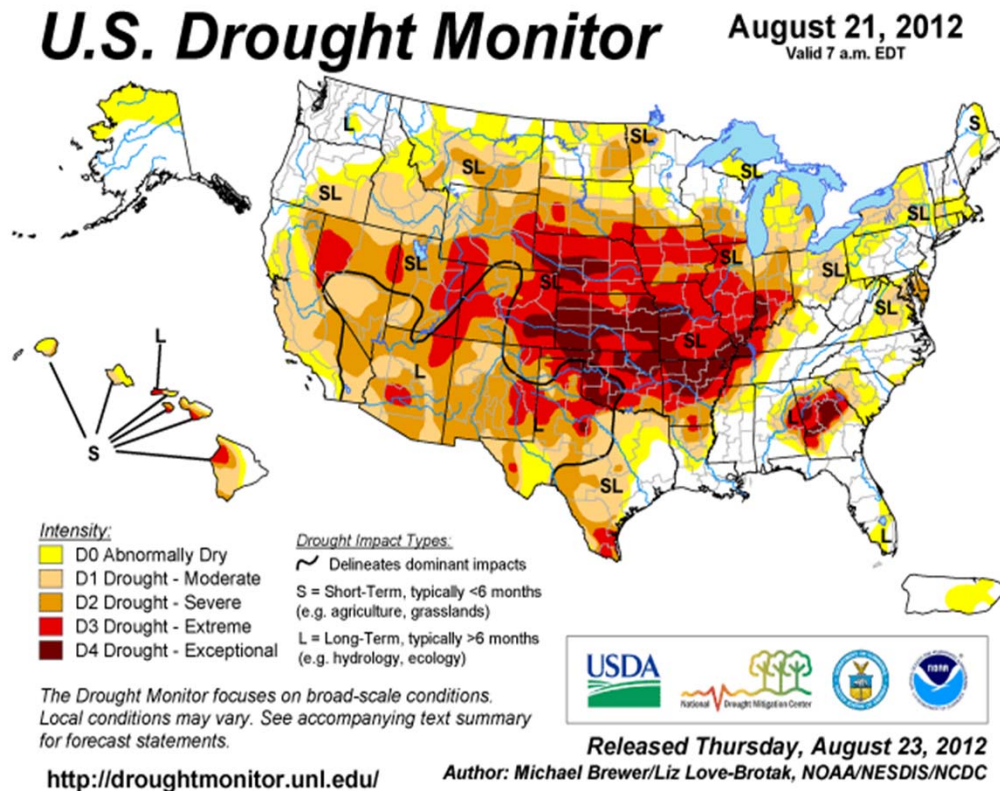 U.S. Drought Monitor
August 21, 2012
Valid 7 a.m. EDT
L
SL
S
SL
SL
SL
SL
SL
SL
SL
SL
SL
SL
SL
L
L
L
SL
L
L
S
Intensity:
D0 Abnormally Dry
D1 Drought - Moderate
D2 Drought - Severe
D3 Drought - Extreme
D4 Drought - Exceptional
Drought Impact Types:
Delineates dominant impacts
S = Short-Term, typically <6 months
(e.g. agriculture, grasslands)
L = Long-Term, typically >6 months
(e.g. hydrology, ecology)
The Drought Monitor focuses on broad-scale conditions.
Local conditions may vary. See accompanying text summary
for forecast statements.
http://droughtmonitor.unl.edu/
USDA
National Drought Mitigation Center
NOAA
Released Thursday, August 23, 2012
Author: Michael Brewer/Liz Love-Brotak, NOAA/NESDIS/NCDC